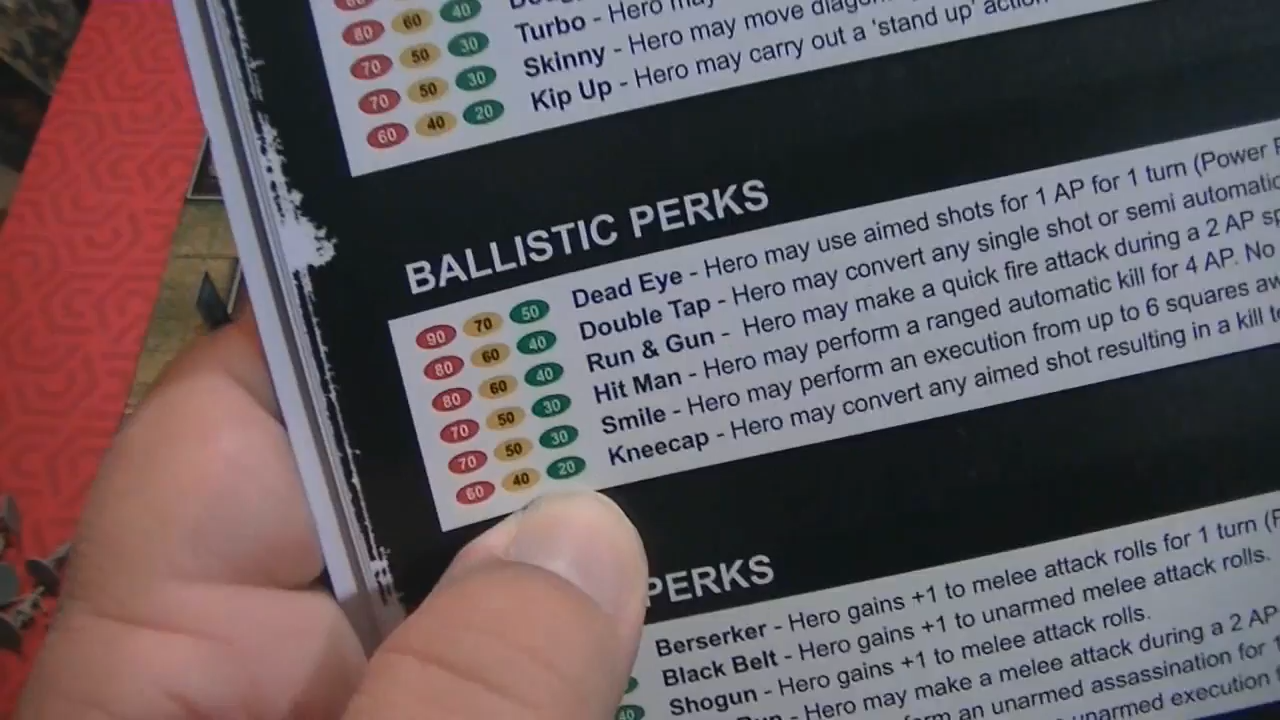 80 60 40 Turbo - Hero may
70 50 30 Skinny - Hero may move
70 50 30 Kip Up - Hero may carry out a 'stand up' action
60 40 20
BALLISTIC PERKS
90 70 50 Dead Eye - Hero may use aimed shots for 1 AP for 1 turn (Power
80 60 40 Double Tap - Hero may convert any single shot or semi automatic
80 60 40 Run & Gun - Hero may make a quick fire attack during a 2 AP
70 50 30 Hit Man - Hero may perform a ranged automatic kill for 4 AP. No
70 50 30 Smile - Hero may perform an execution from up to 6 squares
60 40 20 Kneecap - Hero may convert any aimed shot resulting in a kill
PERKS
Berserker - Hero gains +1 to melee attack rolls for 1 turn
Black Belt - Hero gains +1 to unarmed melee attack rolls.
Shogun - Hero gains +1 to melee attack rolls.
40 - Hero may make a melee attack during a 2 AP
an unarmed assassination for
unarmed execution